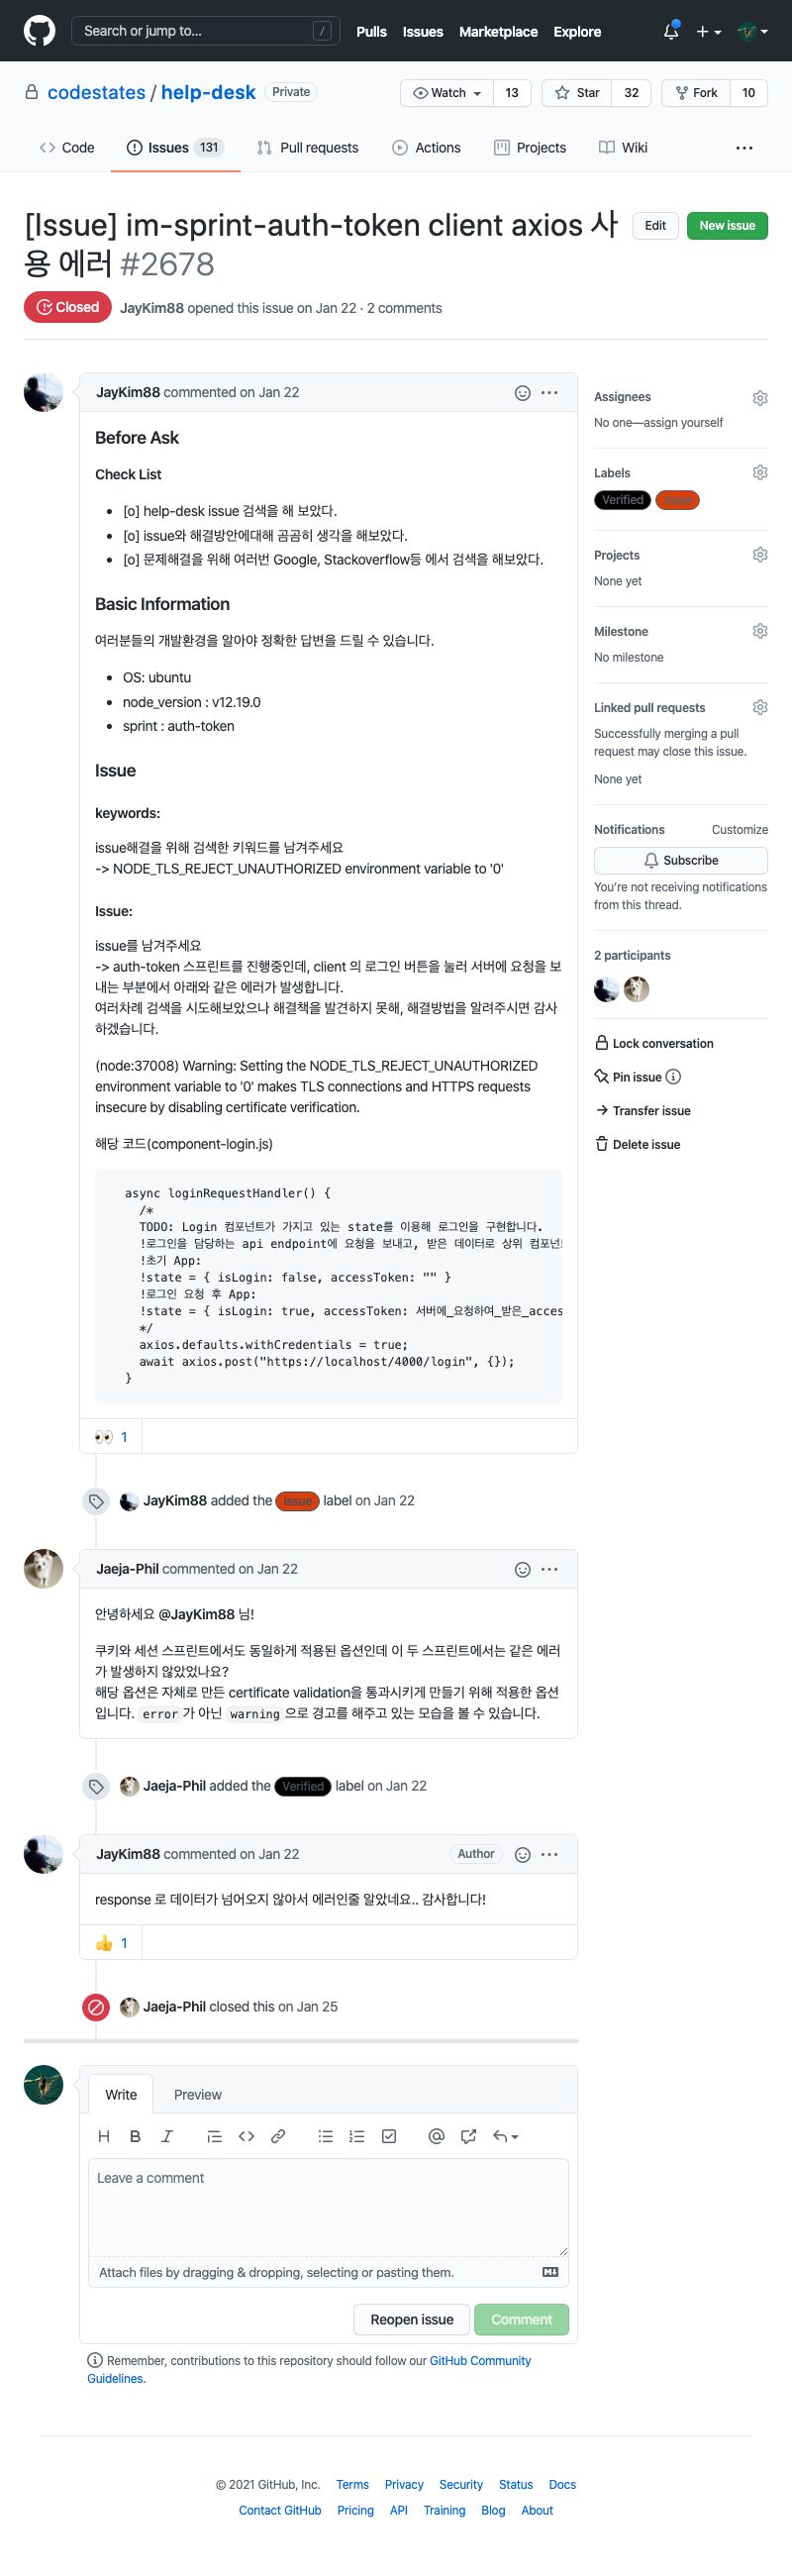 Search or jump to...
/
Pulls
Issues
Marketplace
Explore
codestates / help-desk
Private
Watch
13
Star
32
Fork
10
Code
Issues 131
Pull requests
Actions
Projects
Wiki
[Issue] im-sprint-auth-token client axios 사
용 에러 #2678
Edit
New issue
Closed
JayKim88 opened this issue on Jan 22 · 2 comments
JayKim88 commented on Jan 22
Before Ask
Check List
[o] help-desk issue 검색을 해 보았다.
[o] issue와 해결방안에대해 곰곰히 생각을 해보았다.
[o] 문제해결을 위해 여러번 Google, Stackoverflow등 에서 검색을 해보았다.
Basic Information
여러분들의 개발환경을 알아야 정확한 답변을 드릴 수 있습니다.
OS: ubuntu
node_version : v12.19.0
sprint : auth-token
Issue
keywords:
issue해결을 위해 검색한 키워드를 남겨주세요
-> NODE_TLS_REJECT_UNAUTHORIZED environment variable to '0'
Issue:
issue를 남겨주세요
-> auth-token 스프린트를 진행중인데, client 의 로그인 버튼을 눌러 서버에 요청을 보
내는 부분에서 아래와 같은 에러가 발생합니다.
여러차례 검색을 시도해보았으나 해결책을 발견하지 못해, 해결방법을 알려주시면 감사
하겠습니다.
(node:37008) Warning: Setting the NODE_TLS_REJECT_UNAUTHORIZED
environment variable to '0' makes TLS connections and HTTPS requests
insecure by disabling certificate verification.
해당 코드(component-login.js)
async loginRequestHandler() {
/*
TODO: Login 컴포넌트가 가지고 있는 state를 이용해 로그인을 구현합니다.
!로그인을 담당하는 api endpoint에 요청을 보내고, 받은 데이터로 상위 컴포넌트
!초기 App:
!state = { isLogin: false, accessToken: "" }
!로그인 요청 후 App:
!state = { isLogin: true, accessToken: 서버에_요청하여_받은_acces
*/
axios.defaults.withCredentials = true;
await axios.post("https://localhost/4000/login", {});
}
1
JayKim88 added the issue label on Jan 22
Jaeja-Phil commented on Jan 22
안녕하세요 @JayKim88 님!
쿠키와 세션 스프린트에서도 동일하게 적용된 옵션인데 이 두 스프린트에서는 같은 에러
가 발생하지 않았었나요?
해당 옵션은 자체로 만든 certificate validation을 통과시키게 만들기 위해 적용한 옵션
입니다. error 가 아닌 warning 으로 경고를 해주고 있는 모습을 볼 수 있습니다.
Jaeja-Phil added the Verified label on Jan 22
JayKim88 commented on Jan 22
Author
response 로 데이터가 넘어오지 않아서 에러인줄 알았네요.. 감사합니다!
1
Jaeja-Phil closed this on Jan 25
Write
Preview
Leave a comment
Attach files by dragging & dropping, selecting or pasting them.
Reopen issue
Comment
Remember, contributions to this repository should follow our GitHub Community
Guidelines.
Assignees
No one—assign yourself
Labels
Verified
issue
Projects
None yet
Milestone
No milestone
Linked pull requests
Successfully merging a pull
request may close this issue.
None yet
Notifications
Customize
Subscribe
You're not receiving notifications
from this thread.
2 participants
Lock conversation
Pin issue
Transfer issue
Delete issue
© 2021 GitHub, Inc.
Terms
Privacy
Security
Status
Docs
Contact GitHub
Pricing
API
Training
Blog
About